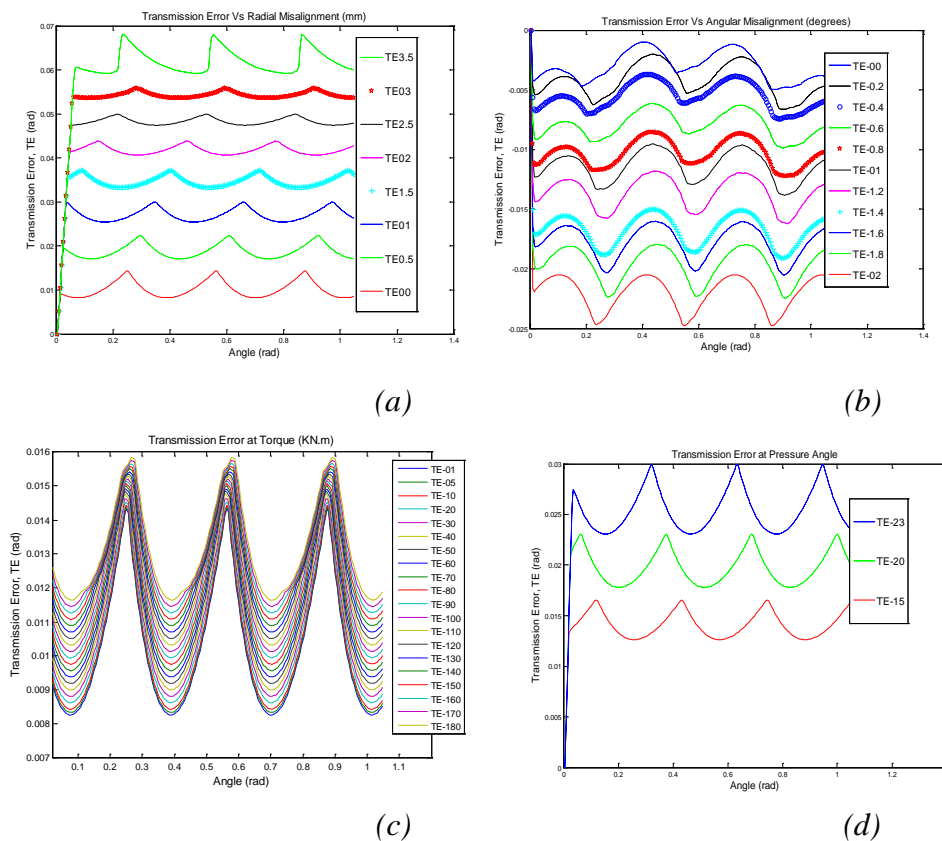 Transmission Error Vs Radial Misalignment (mm)
0.07
0.06
0.05
0.04
0.03
0.02
0.01
0
Transmission Error, TE (rad)
TE3.5
TE03
TE2.5
TE02
TE1.5
TE01
TE0.5
TE00
0 0.2 0.4 0.6 0.8 1 1.2 1.4
Angle (rad)
(a)
Transmission Error Vs Angular Misalignment (degrees)
0
-0.005
-0.01
-0.015
-0.02
-0.025
Transmission Error, TE (rad)
TE-00
TE-0.2
TE-0.4
TE-0.6
TE-0.8
TE-01
TE-1.2
TE-1.4
TE-1.6
TE-1.8
TE-02
0 0.2 0.4 0.6 0.8 1 1.2 1.4
Angle (rad)
(b)
Transmission Error at Torque (KN.m)
0.016
0.015
0.014
0.013
0.012
0.011
0.01
0.009
0.008
0.007
Transmission Error, TE (rad)
TE-01
TE-05
TE-10
TE-20
TE-30
TE-40
TE-50
TE-60
TE-70
TE-80
TE-90
TE-100
TE-110
TE-120
TE-130
TE-140
TE-150
TE-160
TE-170
TE-180
0.1 0.2 0.3 0.4 0.5 0.6 0.7 0.8 0.9 1 1.1
Angle (rad)
(c)
Transmission Error at Pressure Angle
0.03
0.025
0.02
0.015
0.01
0.005
0
Transmission Error, TE (rad)
TE-23
TE-20
TE-15
0 0.2 0.4 0.6 0.8 1 1.2
Angle (rad)
(d)